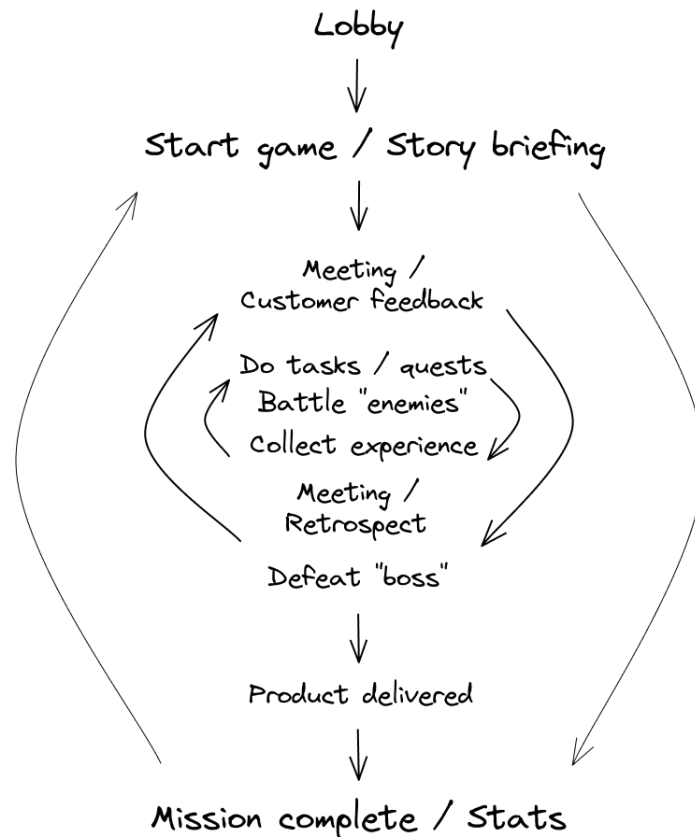 Lobby
Start game / Story briefing
Meeting /
Customer feedback
Do tasks / quests
Battle "enemies"
Collect experience
Meeting /
Retrospect
Defeat "boss"
Product delivered
Mission complete / Stats